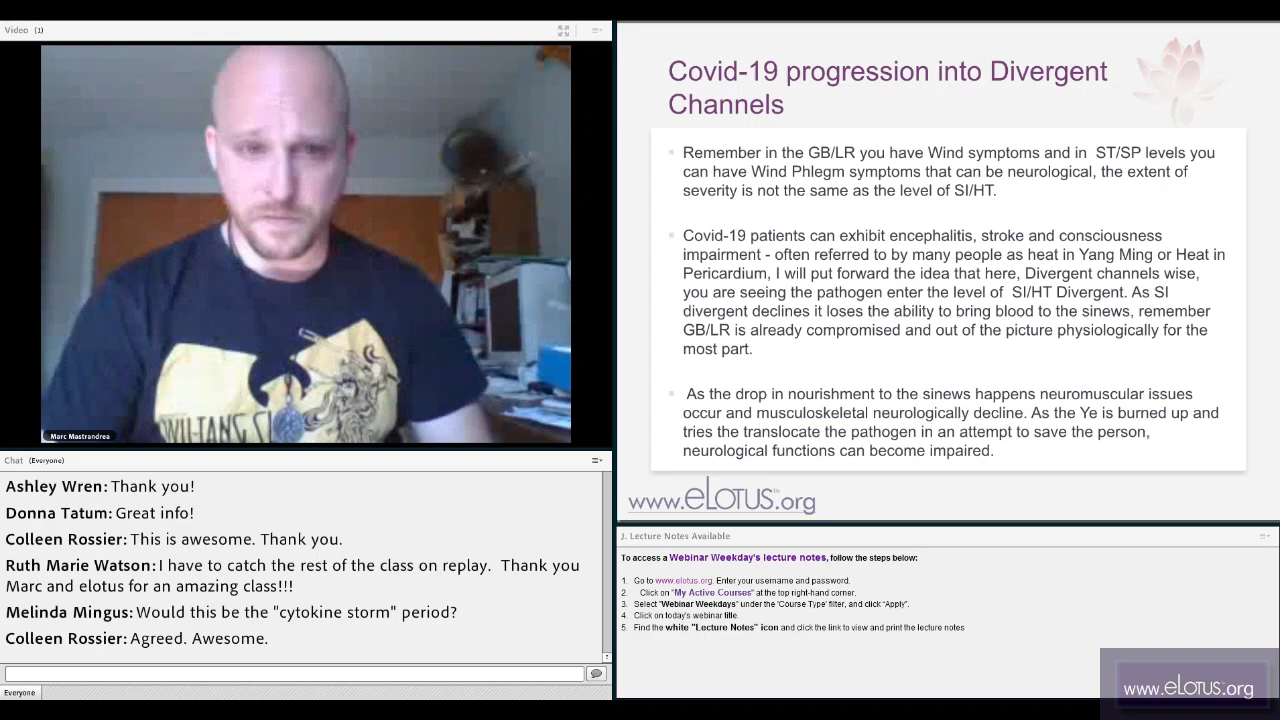 Video (1)
Marc Mastrandrea
Chat (Everyone)
Ashley Wren: Thank you!
Donna Tatum: Great info!
Colleen Rossier: This is awesome. Thank you.
Ruth Marie Watson: I have to catch the rest of the class on replay. Thank you
Marc and elotus for an amazing class!!!
Melinda Mingus: Would this be the "cytokine storm" period?
Colleen Rossier: Agreed. Awesome.
Everyone
Covid-19 progression into Divergent
Channels
Remember in the GB/LR you have Wind symptoms and in ST/SP levels you
can have Wind Phlegm symptoms that can be neurological, the extent of
severity is not the same as the level of SI/HT.
Covid-19 patients can exhibit encephalitis, stroke and consciousness
impairment - often referred to by many people as heat in Yang Ming or Heat in
Pericardium, I will put forward the idea that here, Divergent channels wise,
you are seeing the pathogen enter the level of SI/HT Divergent. As SI
divergent declines it loses the ability to bring blood to the sinews, remember
GB/LR is already compromised and out of the picture physiologically for the
most part.
As the drop in nourishment to the sinews happens neuromuscular issues
occur and musculoskeletal neurologically decline. As the Ye is burned up and
tries the translocate the pathogen in an attempt to save the person,
neurological functions can become impaired.
www.eLOTUS.org
J. Lecture Notes Available
To access a Webinar Weekday's lecture notes, follow the steps below:
1. Go to www.elotus.org. Enter your username and password.
2. Click on "My Active Courses" at the top right-hand corner.
3. Select "Webinar Weekdays" under the 'Course Type' filter, and click "Apply".
4. Click on today's webinar title.
5. Find the white "Lecture Notes" icon and click the link to view and print the lecture notes
www.eLOTUS.org